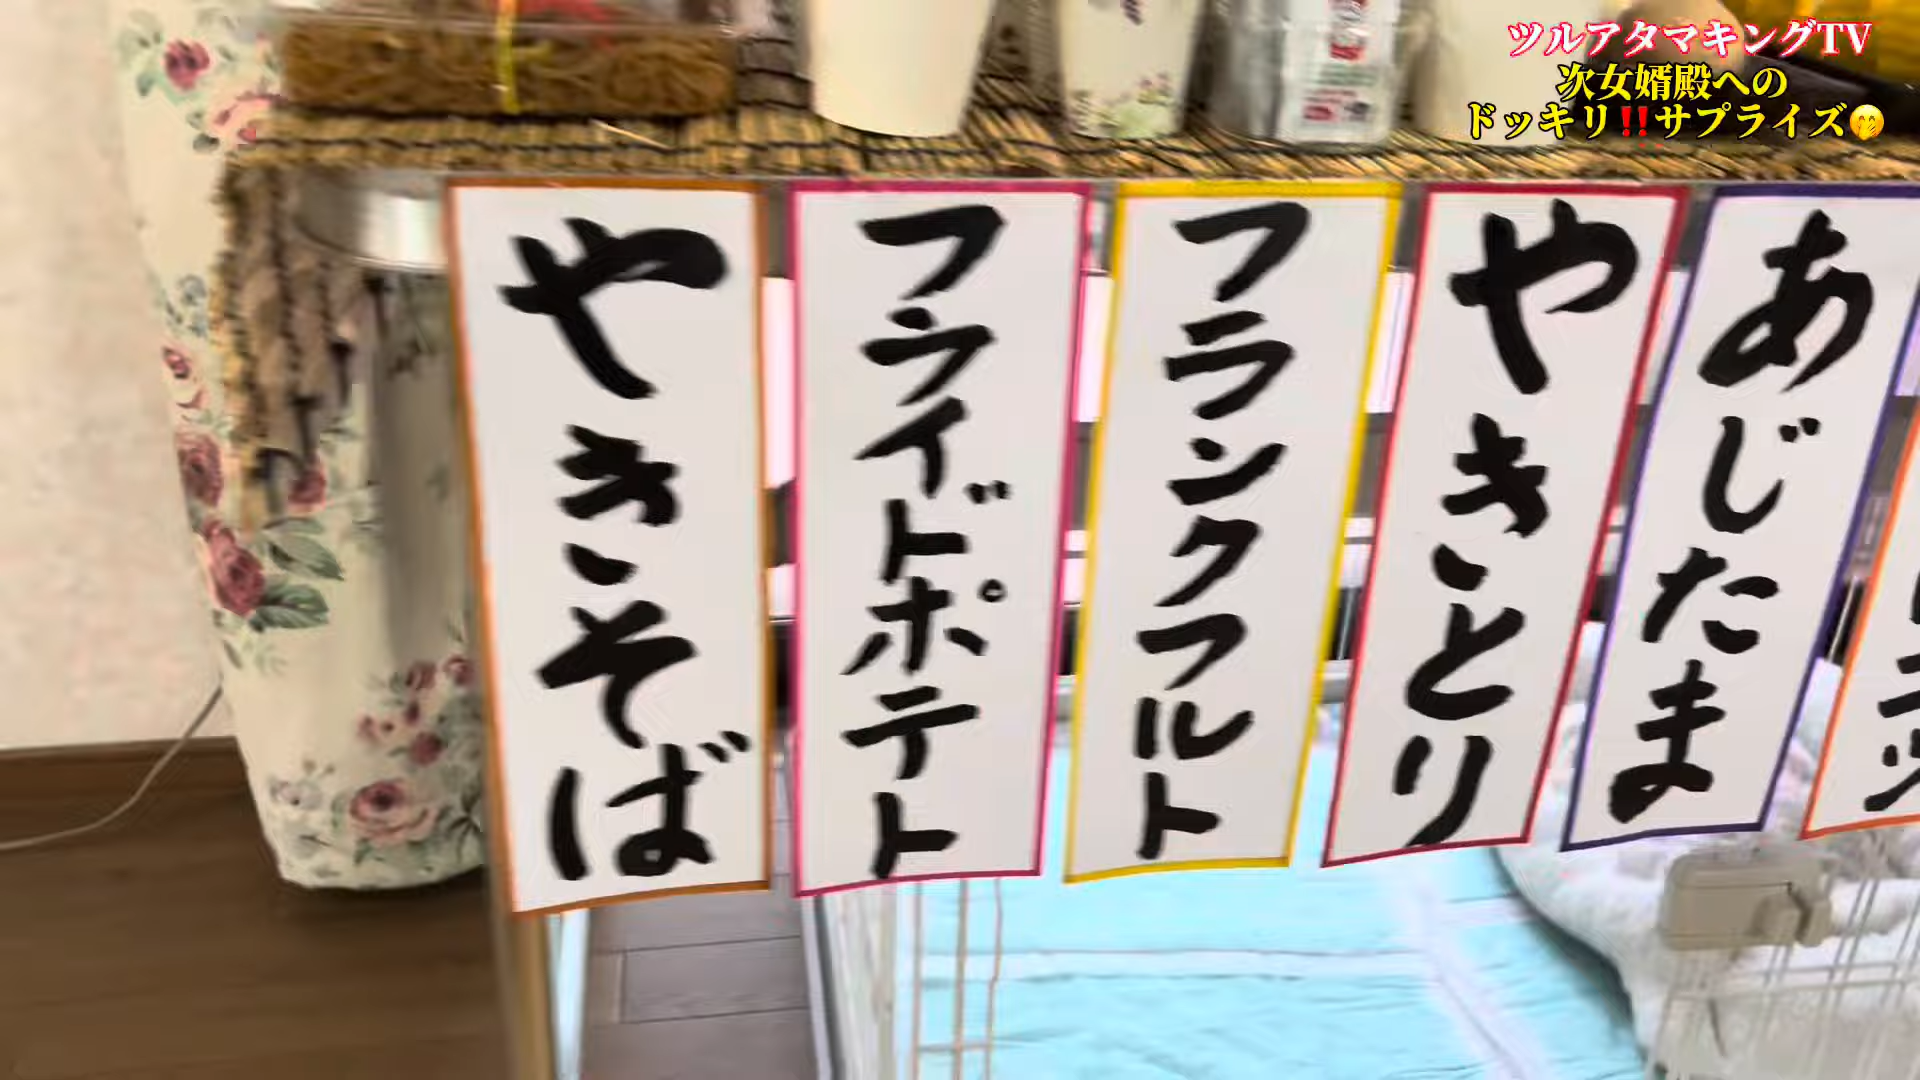 ツルアタマキングTV
次女婿殿への
ドッキリ‼️サプライズ🤭
やきそば
フライドポテト
フランクフルト
やきとり
あじたま